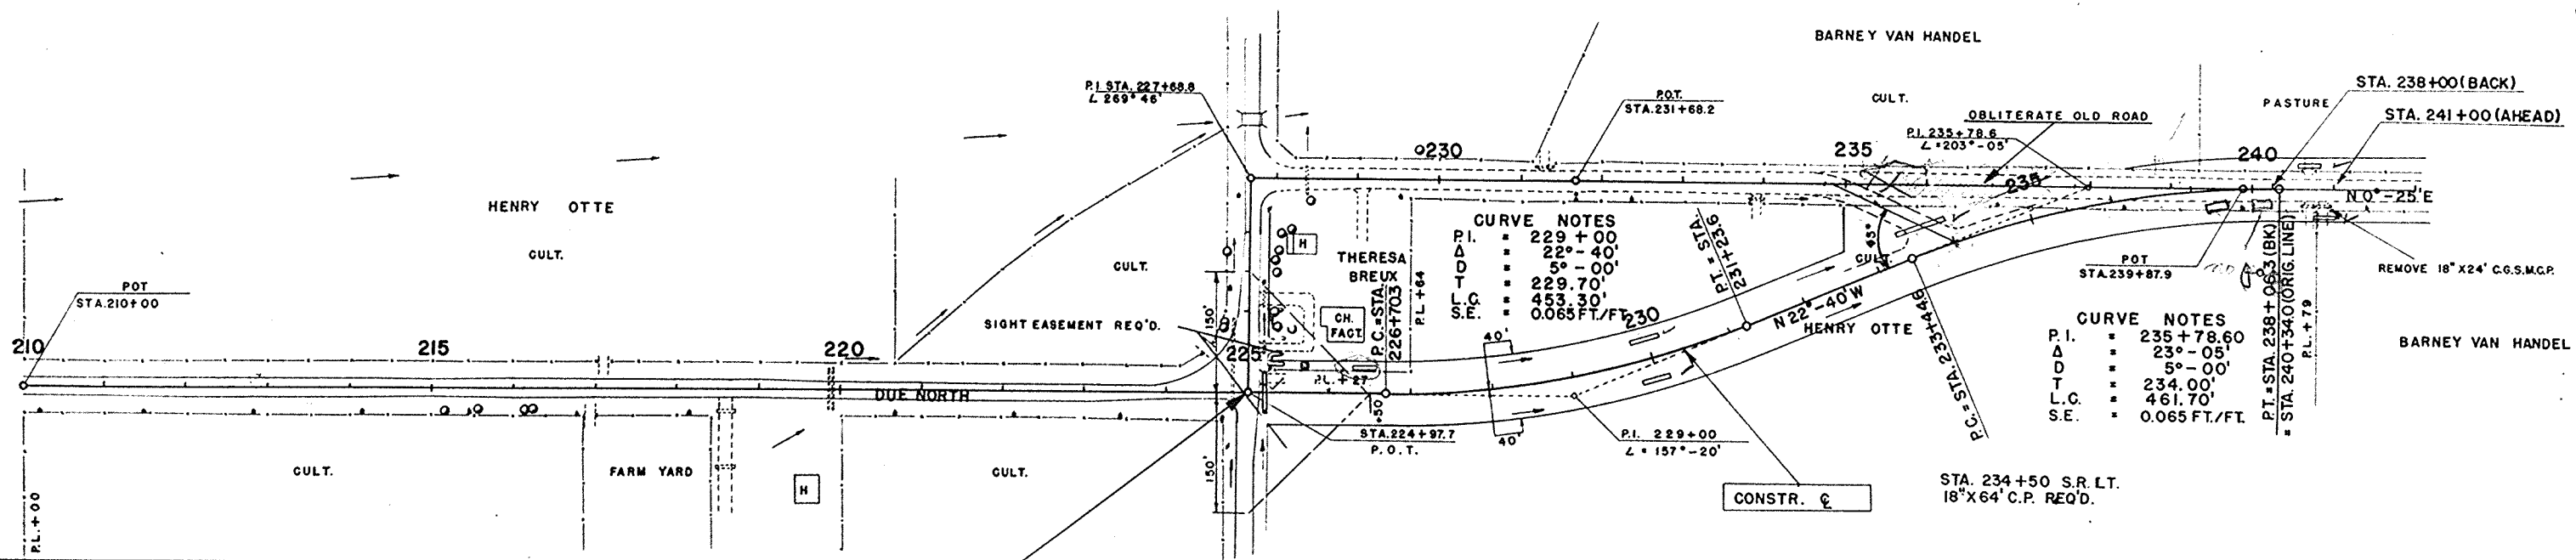 BARNEY VAN HANDEL
P.I. STA. 227+68.8
∠ 269° 46'
P.O.T.
STA. 231+68.2
CULT.
OBLITERATE OLD ROAD
P.I. 235+78.6
∠ = 203°-05'
PASTURE
STA. 238+00 (BACK)
STA. 241+00 (AHEAD)
230
235
240
235
N 0°-25' E
HENRY OTTE
CULT.
CULT.
H
THERESA
BREUX
CH.
FACT.
P.C. = STA.
226+70.3
P.L. +64
CURVE NOTES
P.I. = 229+00
Δ = 22°-40'
D = 5°-00'
T = 229.70'
L.C. = 453.30'
S.E. = 0.065 FT./FT.
P.T. = STA.
231+23.6
45°
CULT.
POT
STA. 239+87.9
REMOVE 18" X 24' C.G.S.M.C.P.
POT
STA. 210+00
SIGHT EASEMENT REQ'D.
150'
210
215
220
225
230
DUE NORTH
P.L. +27
+50
40'
40'
N 22°-40' W
HENRY OTTE
P.C. = STA. 233+44.6
CURVE NOTES
P.I. = 235+78.60
Δ = 23°-05'
D = 5°-00'
T = 234.00'
L.C. = 461.70'
S.E. = 0.065 FT./FT.
P.T. = STA. 238+06.3 (BK)
= STA. 240+34.0 (ORIG. LINE)
P.L. +79
BARNEY VAN HANDEL
STA. 224+97.7
P.O.T.
P.I. 229+00
∠ = 157°-20'
P.L. +00
CULT.
FARM YARD
H
CULT.
150'
CONSTR. ℄
STA. 234+50 S.R. LT.
18" X 64' C.P. REQ'D.